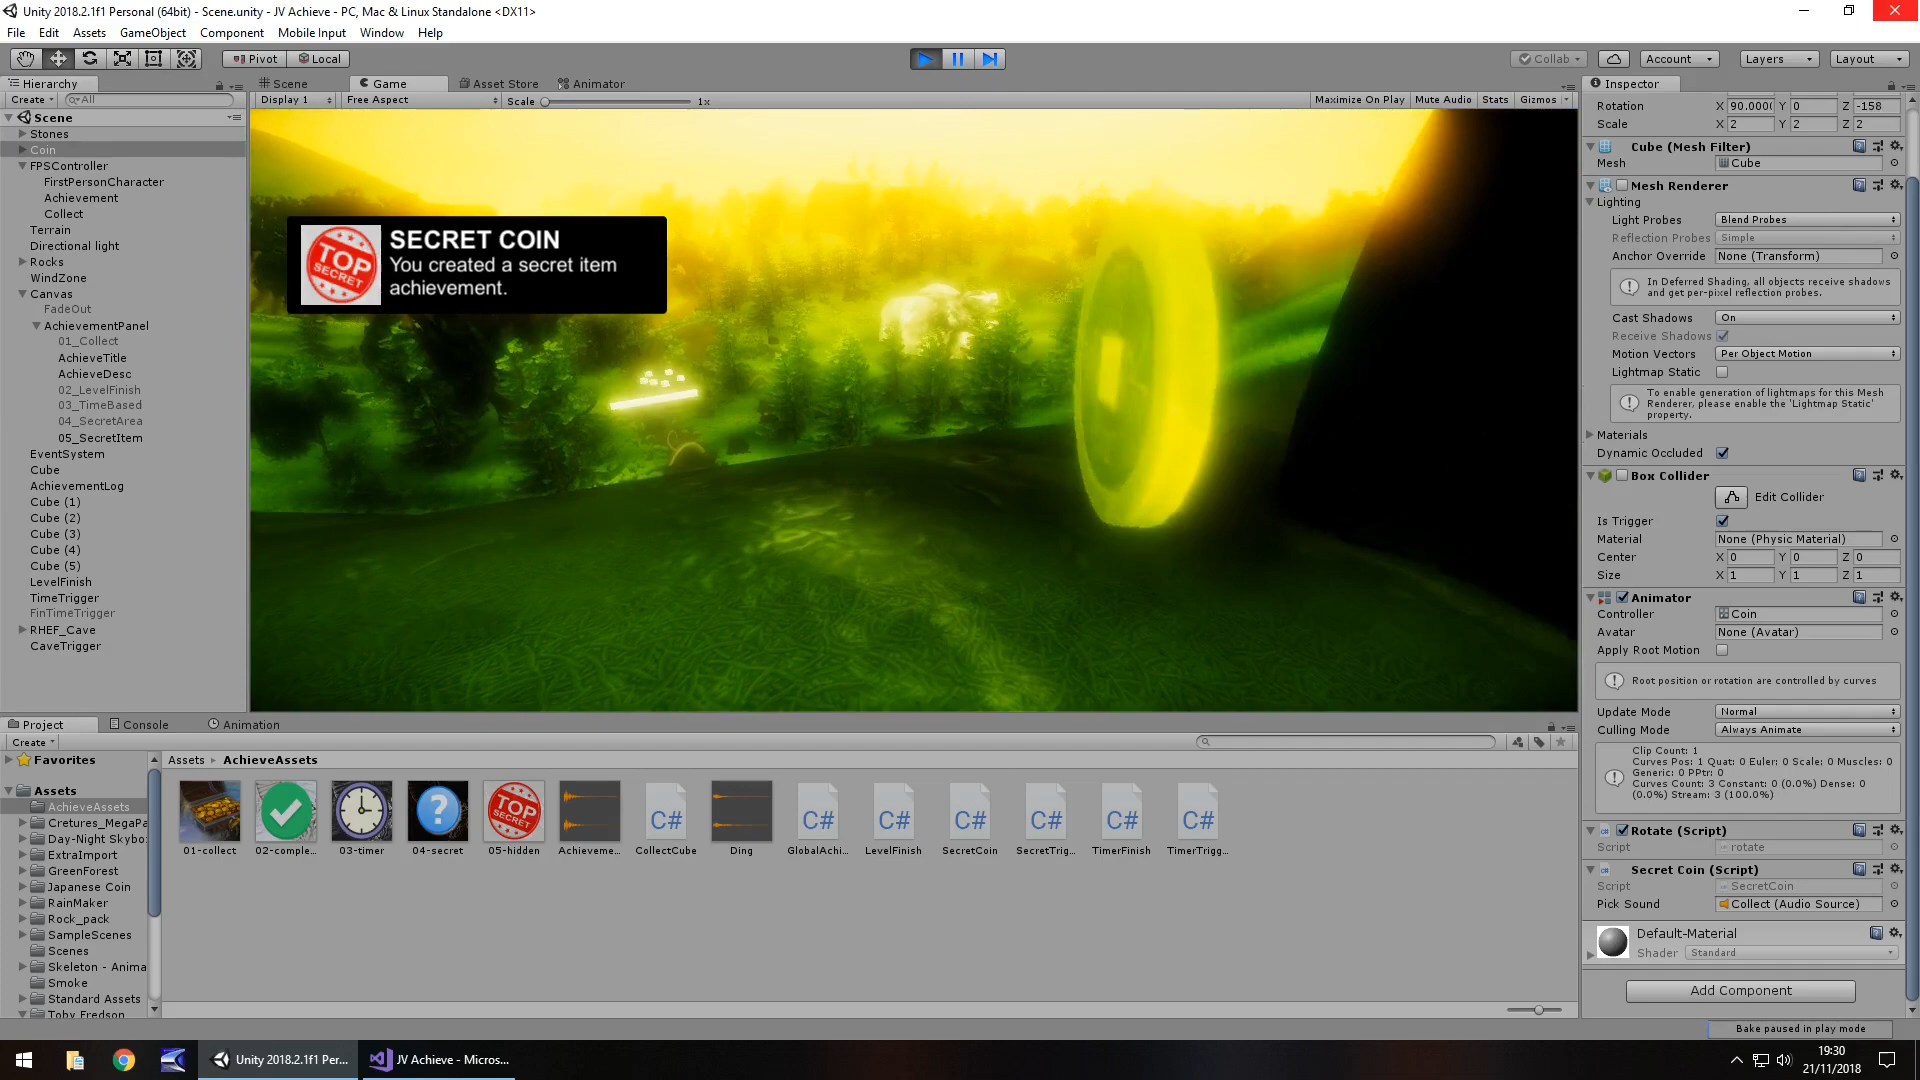 Unity 2018.2.1f1 Personal (64bit) - Scene.unity - JV Achieve - PC, Mac & Linux Standalone <DX11>
File Edit Assets GameObject Component Mobile Input Window Help
Pivot Local Collab Account Layers Layout
Hierarchy Scene Game Asset Store Animator Inspector
Create All Display 1 Free Aspect Scale 1x Maximize On Play Mute Audio Stats Gizmos
Scene
Stones
Coin
FPSController
FirstPersonCharacter
Achievement
Collect
Terrain
Directional light
Rocks
WindZone
Canvas
FadeOut
AchievementPanel
01_Collect
AchieveTitle
AchieveDesc
02_LevelFinish
03_TimeBased
04_SecretArea
05_SecretItem
EventSystem
Cube
AchievementLog
Cube (1)
Cube (2)
Cube (3)
Cube (4)
Cube (5)
LevelFinish
TimeTrigger
FinTimeTrigger
RHEF_Cave
CaveTrigger
TOP
SECRET
SECRET COIN
You created a secret item
achievement.
Rotation X 90.000( Y 0 Z -158
Scale X 2 Y 2 Z 2
Cube (Mesh Filter)
Mesh Cube
Mesh Renderer
Lighting
Light Probes Blend Probes
Reflection Probes Simple
Anchor Override None (Transform)
In Deferred Shading, all objects receive shadows
and get per-pixel reflection probes.
Cast Shadows On
Receive Shadows
Motion Vectors Per Object Motion
Lightmap Static
To enable generation of lightmaps for this Mesh
Renderer, please enable the 'Lightmap Static'
property.
Materials
Dynamic Occluded
Box Collider
Edit Collider
Is Trigger
Material None (Physic Material)
Center X 0 Y 0 Z 0
Size X 1 Y 1 Z 1
Animator
Controller Coin
Avatar None (Avatar)
Apply Root Motion
Root position or rotation are controlled by curves
Update Mode Normal
Culling Mode Always Animate
Clip Count: 1
Curves Pos: 1 Quat: 0 Euler: 0 Scale: 0 Muscles: 0
Generic: 0 PPtr: 0
Curves Count: 3 Constant: 0 (0.0%) Dense: 0
(0.0%) Stream: 3 (100.0%)
Rotate (Script)
Script rotate
Secret Coin (Script)
Script SecretCoin
Pick Sound Collect (Audio Source)
Default-Material
Shader Standard
Add Component
Bake paused in play mode
Project Console Animation
Create
Favorites
Assets
AchieveAssets
Cretures_MegaPa
Day-Night Skybo
ExtraImport
GreenForest
Japanese Coin
RainMaker
Rock_pack
SampleScenes
Scenes
Skeleton - Anima
Smoke
Standard Assets
Toby Fredson
Assets AchieveAssets
TOP
SECRET
C# C# C# C# C# C# C#
01-collect 02-comple... 03-timer 04-secret 05-hidden Achieveme... CollectCube Ding GlobalAchi... LevelFinish SecretCoin SecretTrig... TimerFinish TimerTrigg...
Unity 2018.2.1f1 Per... JV Achieve - Micros...
19:30
21/11/2018